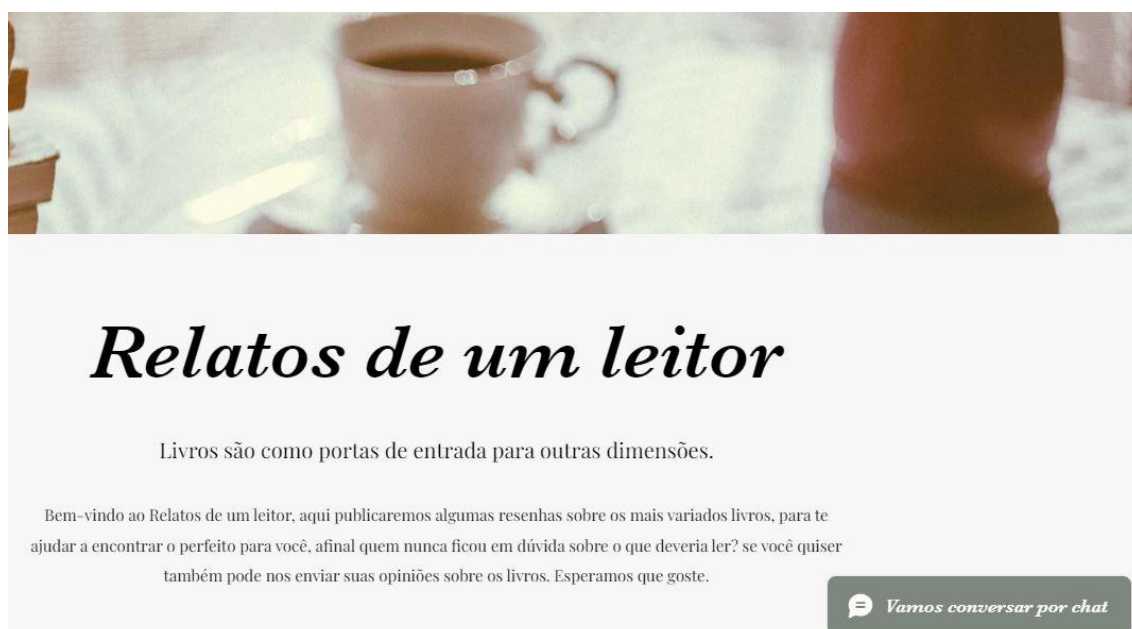 Relatos de um leitor
Livros são como portas de entrada para outras dimensões.
Bem-vindo ao Relatos de um leitor, aqui publicaremos algumas resenhas sobre os mais variados livros, para te
ajudar a encontrar o perfeito para você, afinal quem nunca ficou em dúvida sobre o que deveria ler? se você quiser
também pode nos enviar suas opiniões sobre os livros. Esperamos que goste.
Vamos conversar por chat